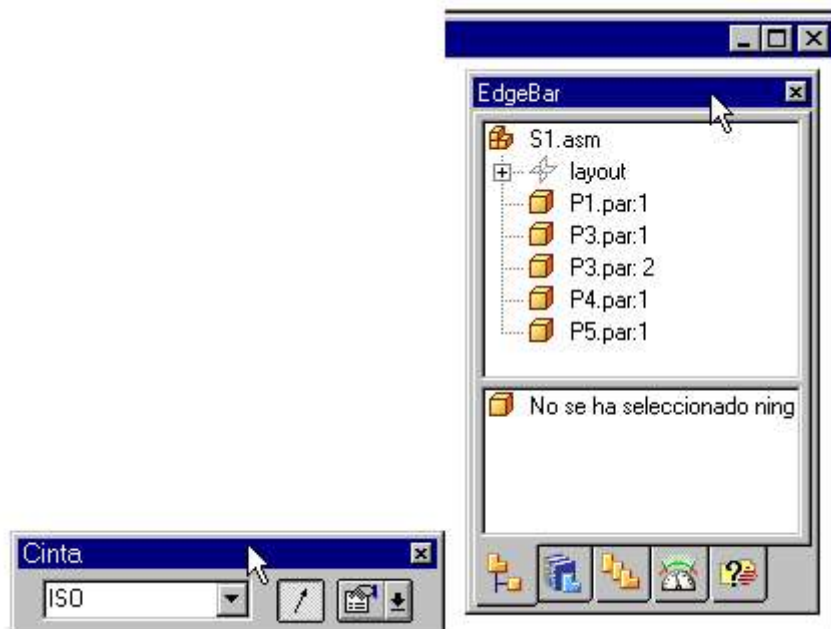 EdgeBar
S1.asm
layout
P1.par:1
P3.par:1
P3.par: 2
P4.par:1
P5.par:1
No se ha seleccionado ning
Cinta
ISO